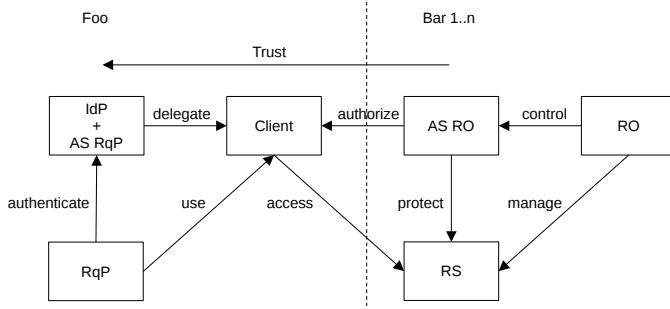 Foo
Bar 1..n
Trust
IdP
+
AS RqP
delegate
Client
authorize
AS RO
control
RO
authenticate
use
access
protect
manage
RqP
RS